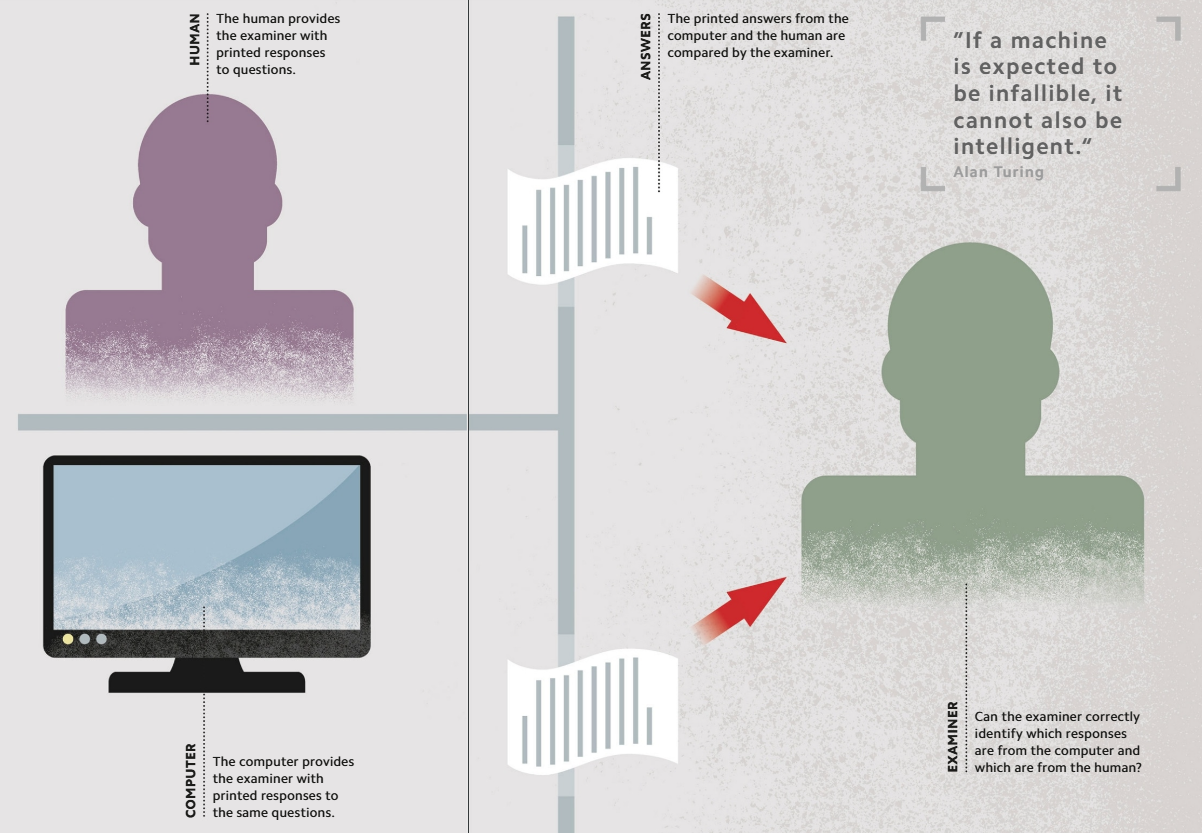 HUMAN
The human provides
the examiner with
printed responses
to questions.
ANSWERS
The printed answers from the
computer and the human are
compared by the examiner.
"If a machine
is expected to
be infallible, it
cannot also be
intelligent."
Alan Turing
COMPUTER
The computer provides
the examiner with
printed responses to
the same questions.
EXAMINER
Can the examiner correctly
identify which responses
are from the computer and
which are from the human?